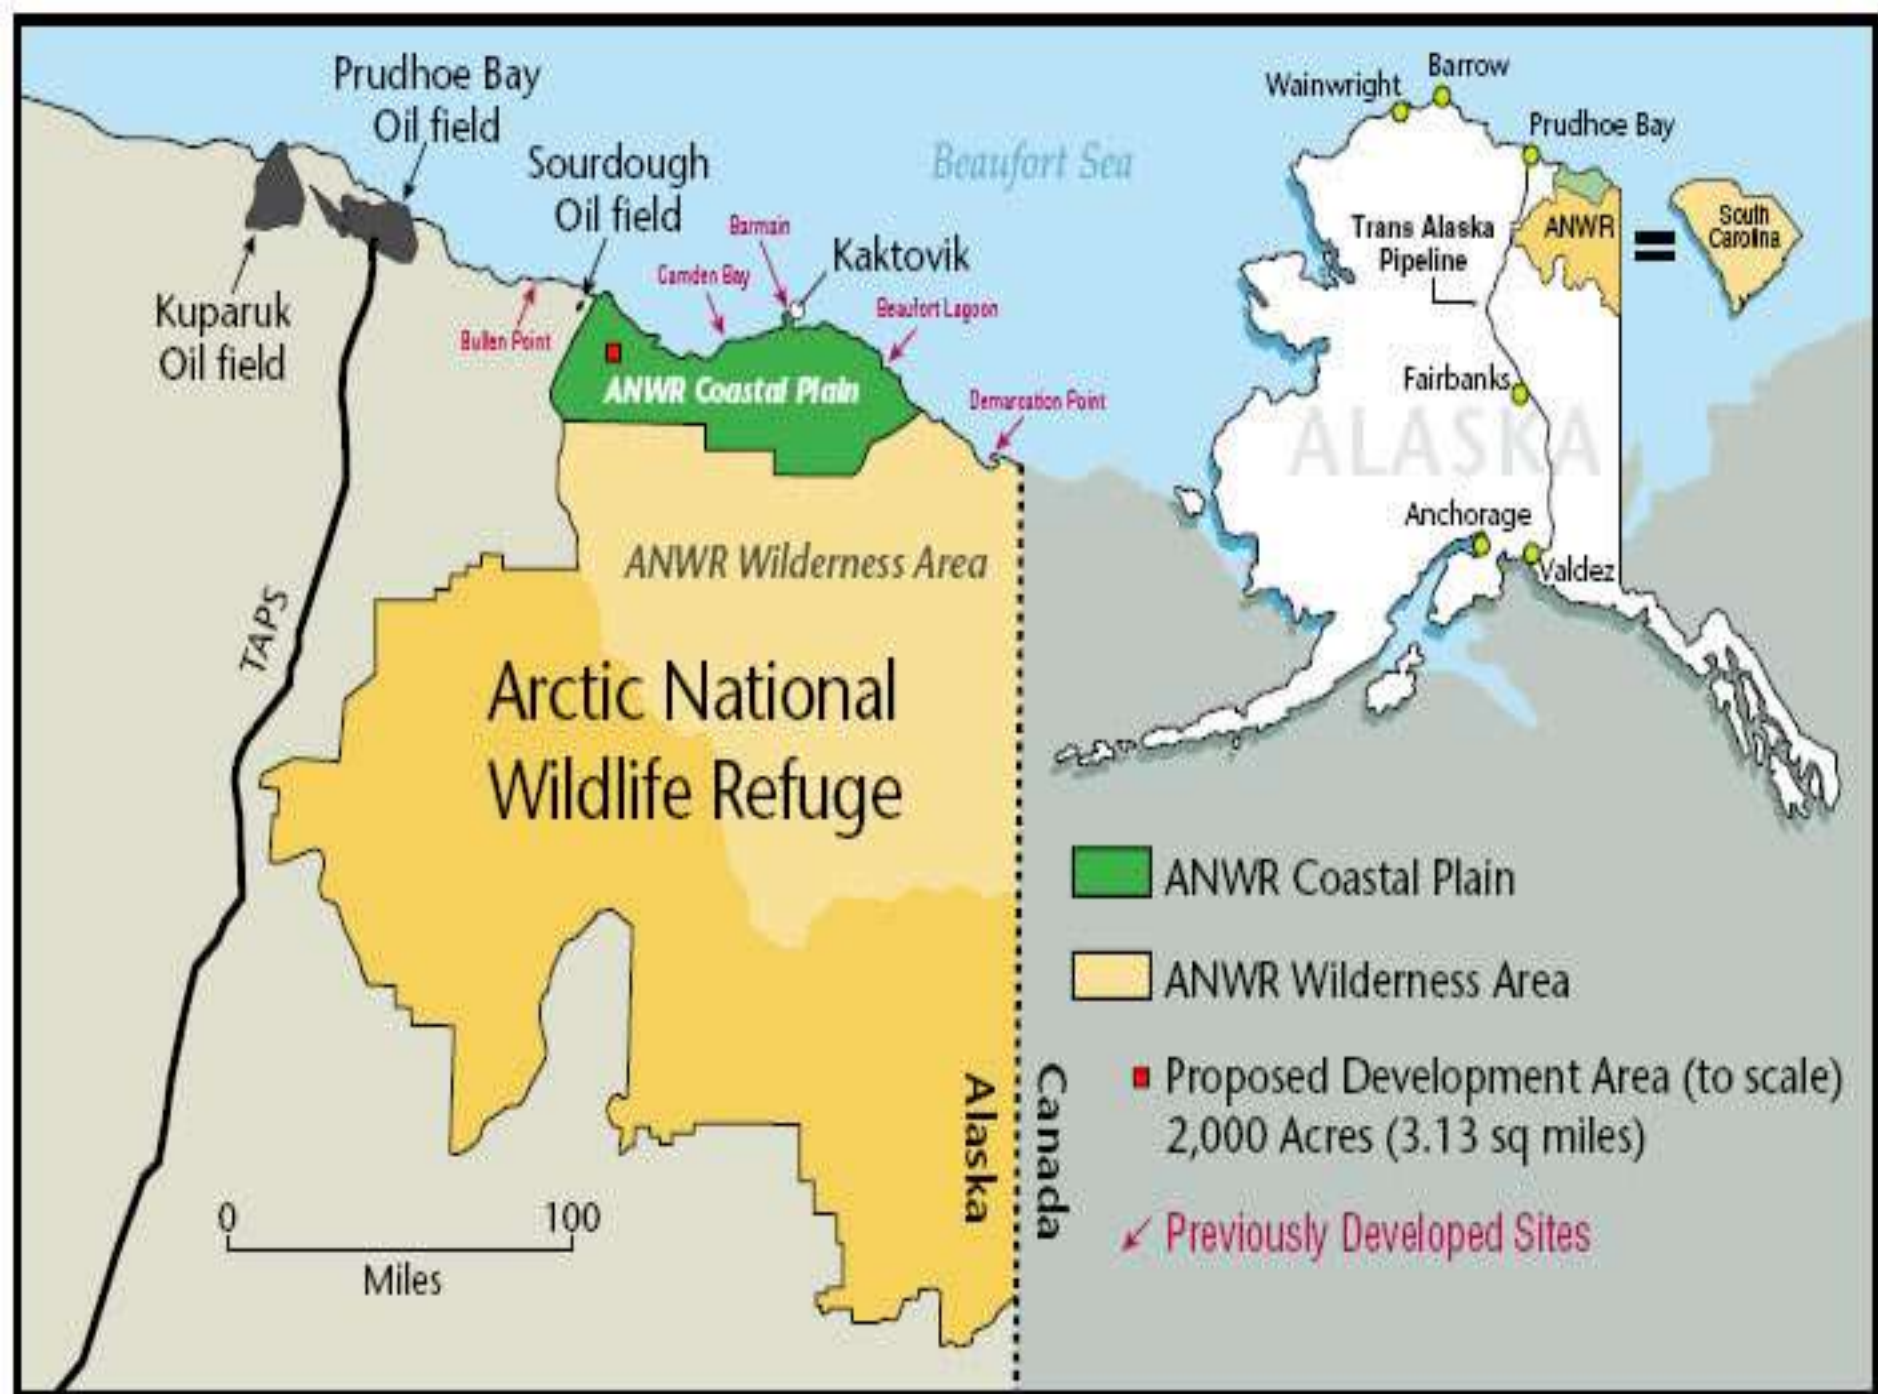 Prudhoe Bay
Oil field
Sourdough
Oil field
Kuparuk
Oil field
Bullen Point
Camden Bay
Barmain
Kaktovik
Beaufort Lagoon
Demarcation Point
Beaufort Sea
ANWR Coastal Plain
ANWR Wilderness Area
Arctic National
Wildlife Refuge
TAPS
0 100
Miles
Alaska
Canada
Wainwright
Barrow
Prudhoe Bay
Trans Alaska
Pipeline
ANWR
=
South
Carolina
Fairbanks
ALASKA
Anchorage
Valdez
ANWR Coastal Plain
ANWR Wilderness Area
Proposed Development Area (to scale)
2,000 Acres (3.13 sq miles)
Previously Developed Sites